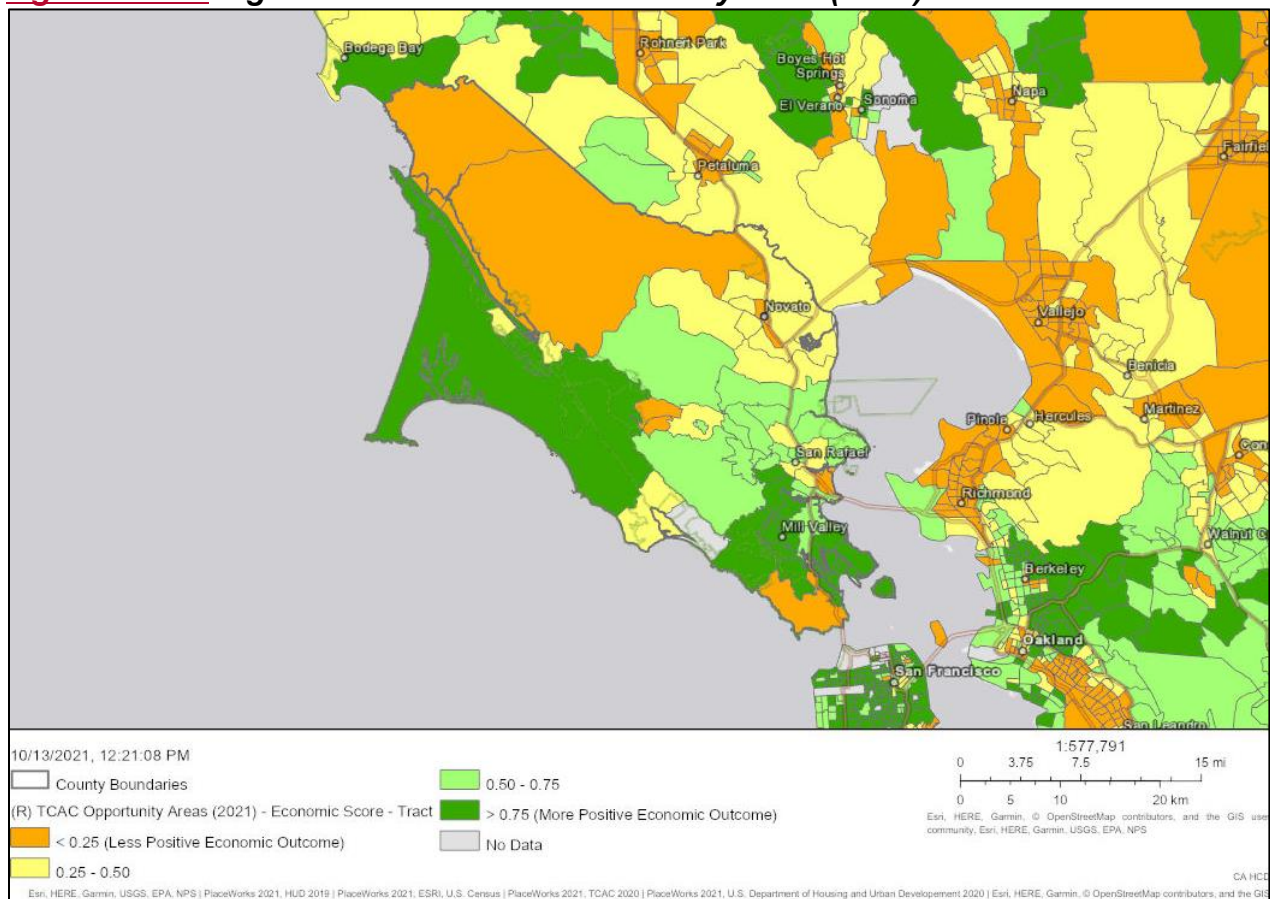 Bodega Bay
Rohnert Park
Boyes Hot
Springs
El Verano
Sonoma
Napa
Fairfiel
Petaluma
Novato
Vallejo
Benicia
Martinez
Pinole
Hercules
Con
San Rafael
Richmond
Mill Valley
Walnut C
Berkeley
Oakland
San Francisco
San Leandro
10/13/2021, 12:21:08 PM
County Boundaries
(R) TCAC Opportunity Areas (2021) - Economic Score - Tract
< 0.25 (Less Positive Economic Outcome)
0.25 - 0.50
0.50 - 0.75
> 0.75 (More Positive Economic Outcome)
No Data
1:577,791
0 3.75 7.5 15 mi
0 5 10 20 km
Esri, HERE, Garmin, © OpenStreetMap contributors, and the GIS user
community, Esri, HERE, Garmin, USGS, EPA, NPS
CA HCD
Esri, HERE, Garmin, USGS, EPA, NPS | PlaceWorks 2021, HUD 2019 | PlaceWorks 2021, ESRI, U.S. Census | PlaceWorks 2021, TCAC 2020 | PlaceWorks 2021, U.S. Department of Housing and Urban Developement 2020 | Esri, HERE, Garmin, © OpenStreetMap contributors, and the GIS